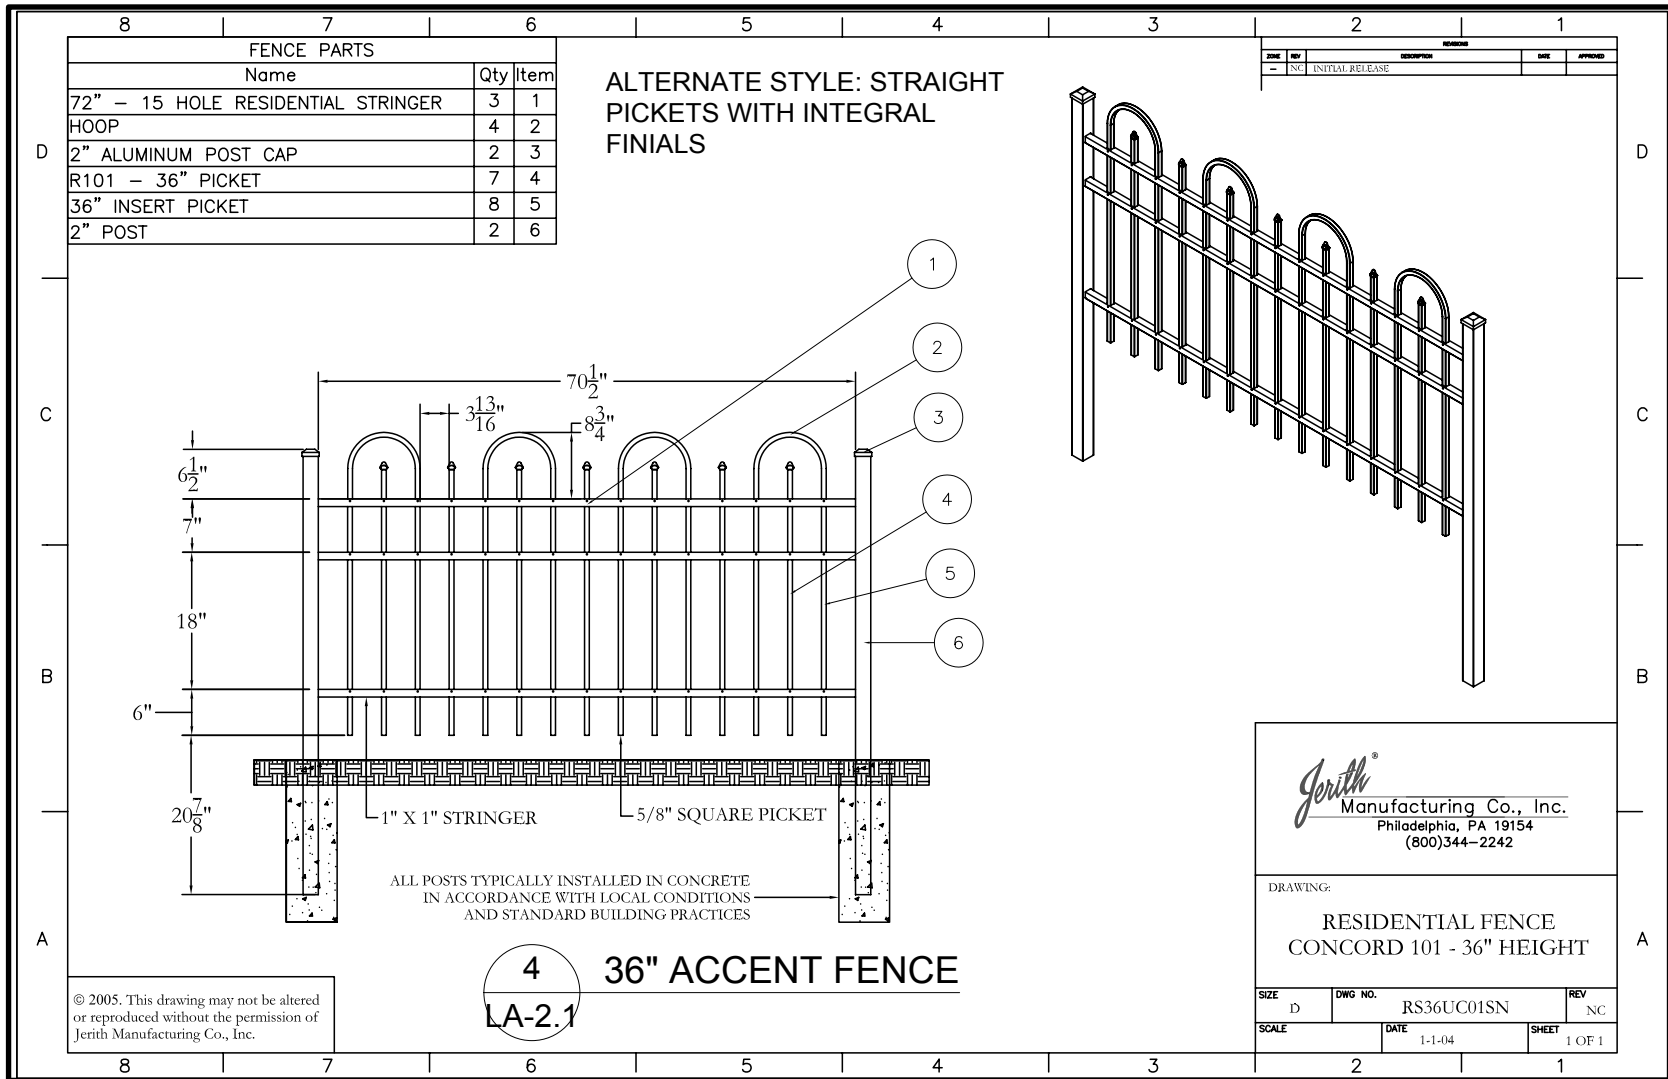 8 7 6 5 4 3 2 1
FENCE PARTS
Name Qty Item
72" – 15 HOLE RESIDENTIAL STRINGER 3 1
HOOP 4 2
2" ALUMINUM POST CAP 2 3
R101 – 36" PICKET 7 4
36" INSERT PICKET 8 5
2" POST 2 6
ALTERNATE STYLE: STRAIGHT
PICKETS WITH INTEGRAL
FINIALS
REVISIONS
ZONE REV DESCRIPTION DATE APPROVED
– NC INITIAL RELEASE
D D
1
2
3
4
5
6
C C
70 1/2"
3 13/16"
8 3/4"
6 1/2"
7"
18"
B B
6"
20 7/8"
1" X 1" STRINGER
5/8" SQUARE PICKET
ALL POSTS TYPICALLY INSTALLED IN CONCRETE
IN ACCORDANCE WITH LOCAL CONDITIONS
AND STANDARD BUILDING PRACTICES
A A
4
LA-2.1
36" ACCENT FENCE
© 2005. This drawing may not be altered
or reproduced without the permission of
Jerith Manufacturing Co., Inc.
Jerith®
Manufacturing Co., Inc.
Philadelphia, PA 19154
(800)344–2242
DRAWING:
RESIDENTIAL FENCE
CONCORD 101 - 36" HEIGHT
SIZE DWG NO. REV
D RS36UC01SN NC
SCALE DATE SHEET
1-1-04 1 OF 1
8 7 6 5 4 3 2 1